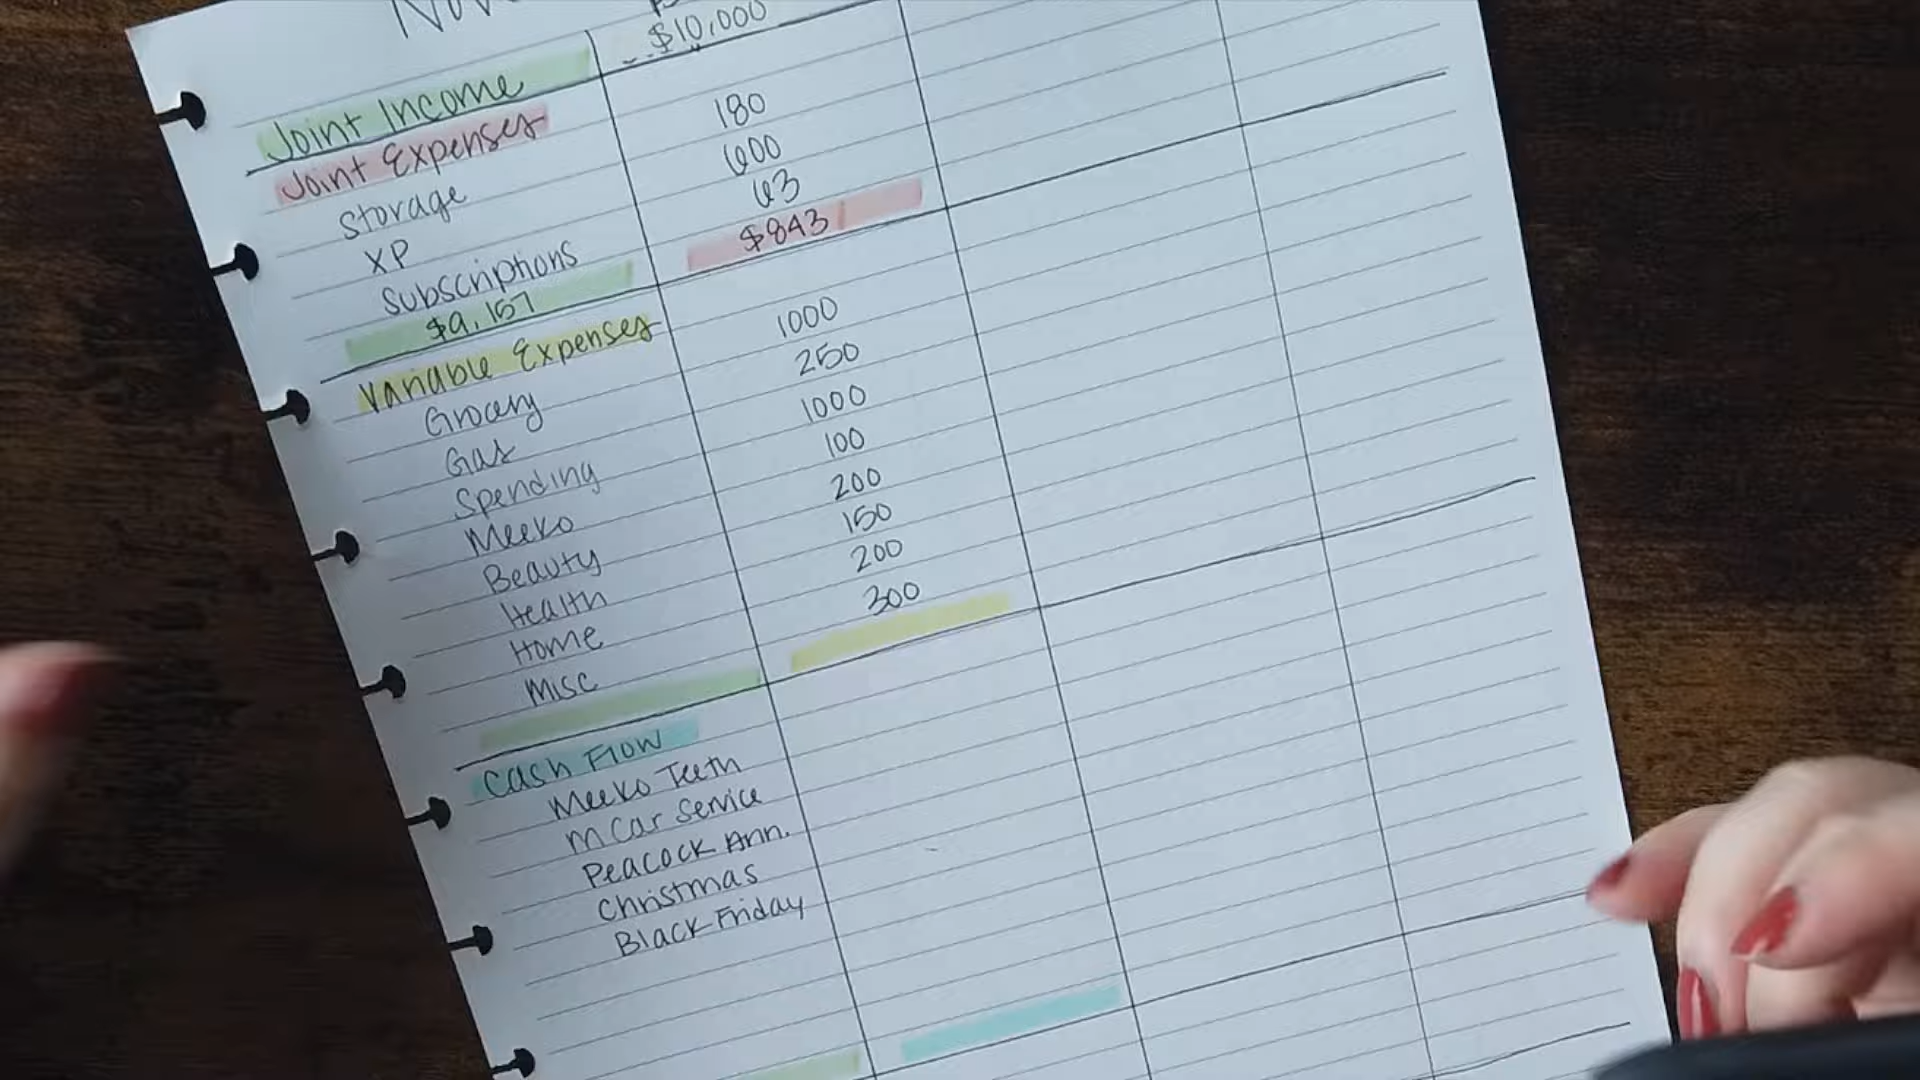 $10,000
Joint Income
Joint Expenses
Storage 180
XP 600
Subscriptions 63
$9,157 $843
Variable Expenses
Grocery 1000
Gas 250
Spending 1000
Meeko 100
Beauty 200
Health 150
Home 200
Misc 300
Cash Flow
Meeko Teeth
M Car Service
Peacock Ann.
Christmas
Black Friday